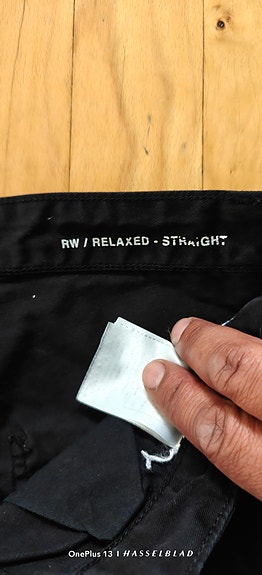 RW / RELAXED - STRAIGHT
OnePlus 13 | HASSELBLAD